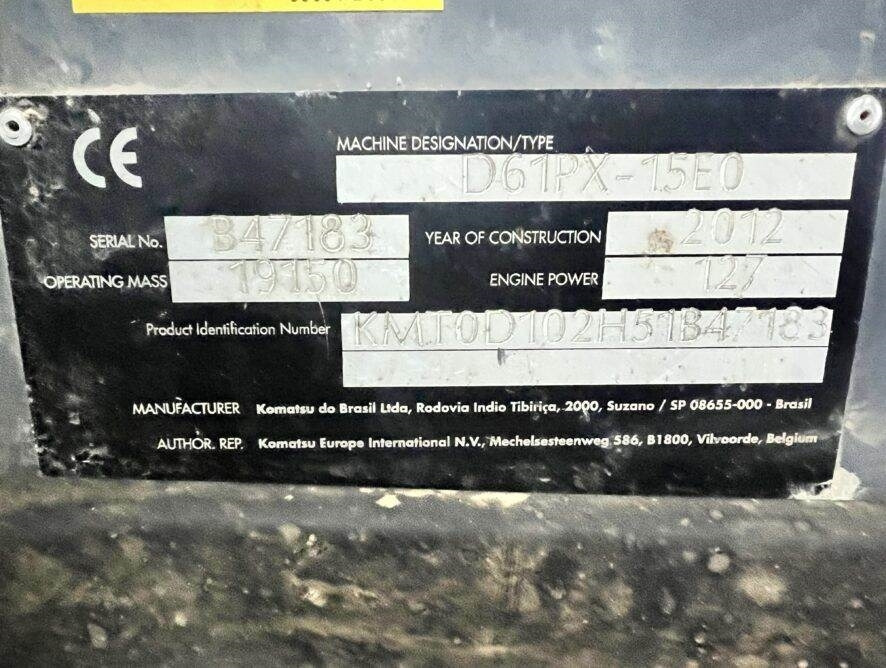 CE
MACHINE DESIGNATION/TYPE
D61PX-15E0
SERIAL No. B47183 YEAR OF CONSTRUCTION 2012
OPERATING MASS 19150 ENGINE POWER 127
Product Identification Number KMT0D102H51B47183
MANUFACTURER Komatsu do Brasil Ltda, Rodovia Indio Tibiriça, 2000, Suzano / SP 08655-000 - Brasil
AUTHOR. REP. Komatsu Europe International N.V., Mechelsesteenweg 586, B1800, Vilvoorde, Belgium